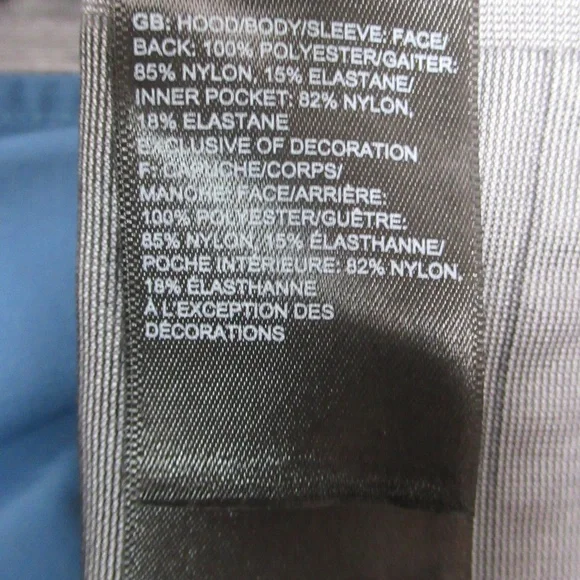 GB: HOOD/BODY/SLEEVE: FACE/
BACK: 100% POLYESTER/GAITER:
85% NYLON, 15% ELASTANE/
INNER POCKET: 82% NYLON,
18% ELASTANE
EXCLUSIVE OF DECORATION
F: CAPUCHE/CORPS/
MANCHE: FACE/ARRIÈRE:
100% POLYESTER/GUÊTRE:
85% NYLON, 15% ÉLASTHANNE/
POCHE INTÉRIEURE: 82% NYLON,
18% ÉLASTHANNE
À L'EXCEPTION DES
DÉCORATIONS